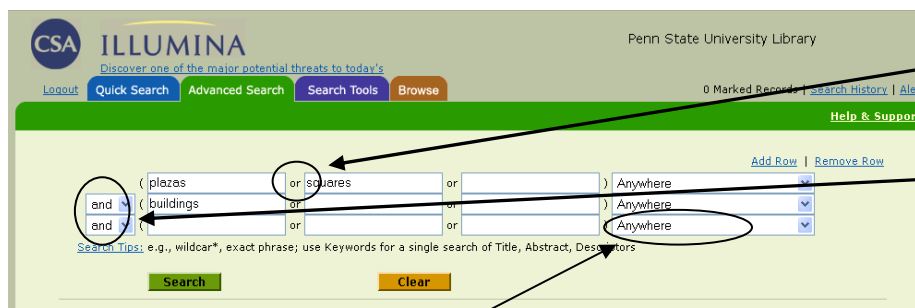 CSA ILLUMINA
Penn State University Library
Discover one of the major potential threats to today's
Logout Quick Search Advanced Search Search Tools Browse
0 Marked Records | Search History | Ale
Help & Suppor
Add Row | Remove Row
( plazas or squares or ) Anywhere
and ( buildings or or ) Anywhere
and ( or or ) Anywhere
Search Tips: e.g., wildcar*, exact phrase; use Keywords for a single search of Title, Abstract, Descriptors
Search Clear